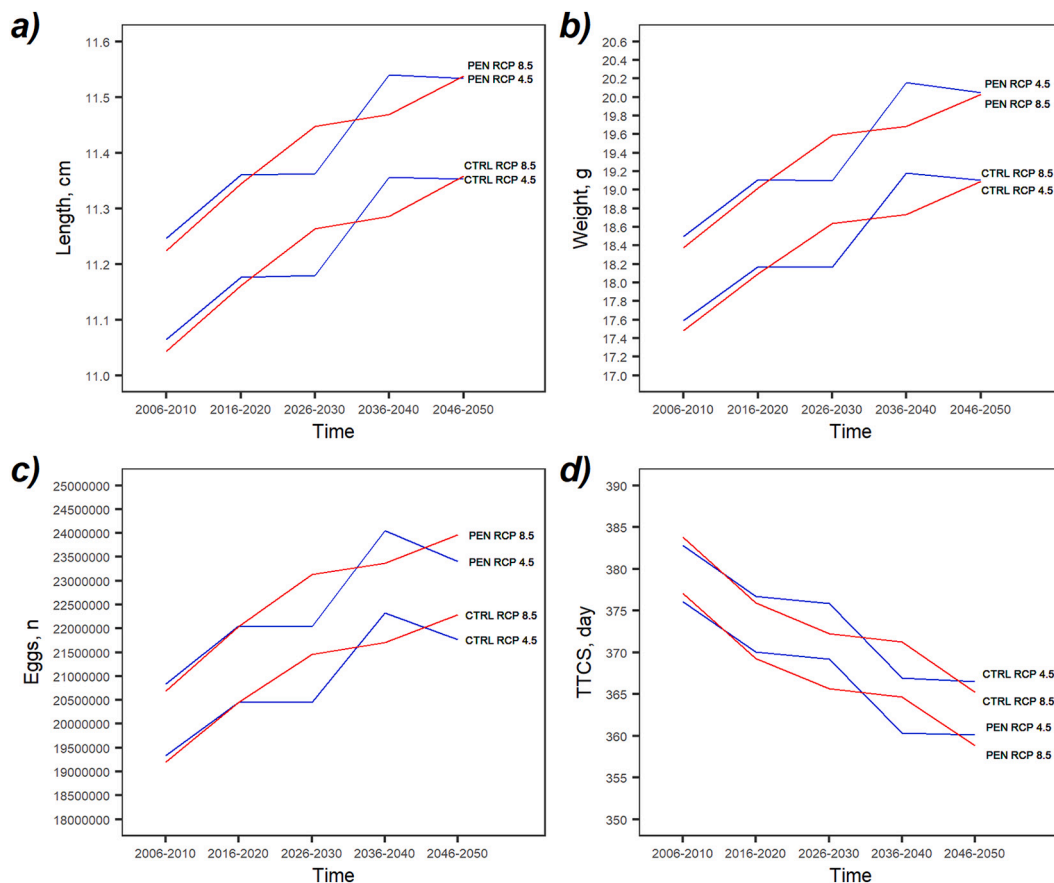 a)
11.6
11.5
11.4
11.3
11.2
11.1
11.0
Length, cm
PEN RCP 8.5
PEN RCP 4.5
CTRL RCP 8.5
CTRL RCP 4.5
2006-2010 2016-2020 2026-2030 2036-2040 2046-2050
Time
b)
20.6
20.4
20.2
20.0
19.8
19.6
19.4
19.2
19.0
18.8
18.6
18.4
18.2
18.0
17.8
17.6
17.4
17.2
17.0
Weight, g
PEN RCP 4.5
PEN RCP 8.5
CTRL RCP 8.5
CTRL RCP 4.5
2006-2010 2016-2020 2026-2030 2036-2040 2046-2050
Time
c)
25000000
24000000
23500000
23000000
22500000
22000000
21500000
21000000
20500000
20000000
19500000
19000000
18500000
18000000
Eggs, n
PEN RCP 8.5
PEN RCP 4.5
CTRL RCP 8.5
CTRL RCP 4.5
2006-2010 2016-2020 2026-2030 2036-2040 2046-2050
Time
d)
390
385
380
375
370
365
360
355
350
TTCS, day
CTRL RCP 4.5
CTRL RCP 8.5
PEN RCP 4.5
PEN RCP 8.5
2006-2010 2016-2020 2026-2030 2036-2040 2046-2050
Time